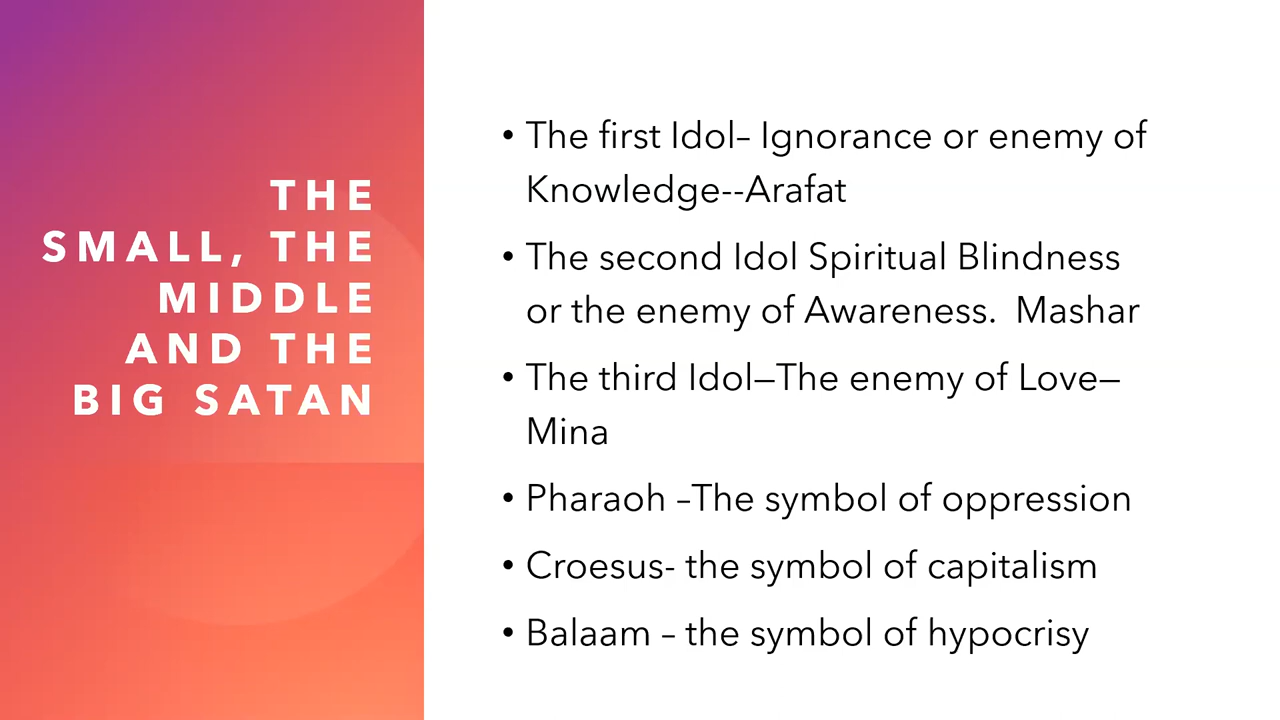 THE
SMALL, THE
MIDDLE
AND THE
BIG SATAN
• The first Idol– Ignorance or enemy of
Knowledge--Arafat
• The second Idol Spiritual Blindness
or the enemy of Awareness.  Mashar
• The third Idol—The enemy of Love—
Mina
• Pharaoh –The symbol of oppression
• Croesus- the symbol of capitalism
• Balaam – the symbol of hypocrisy